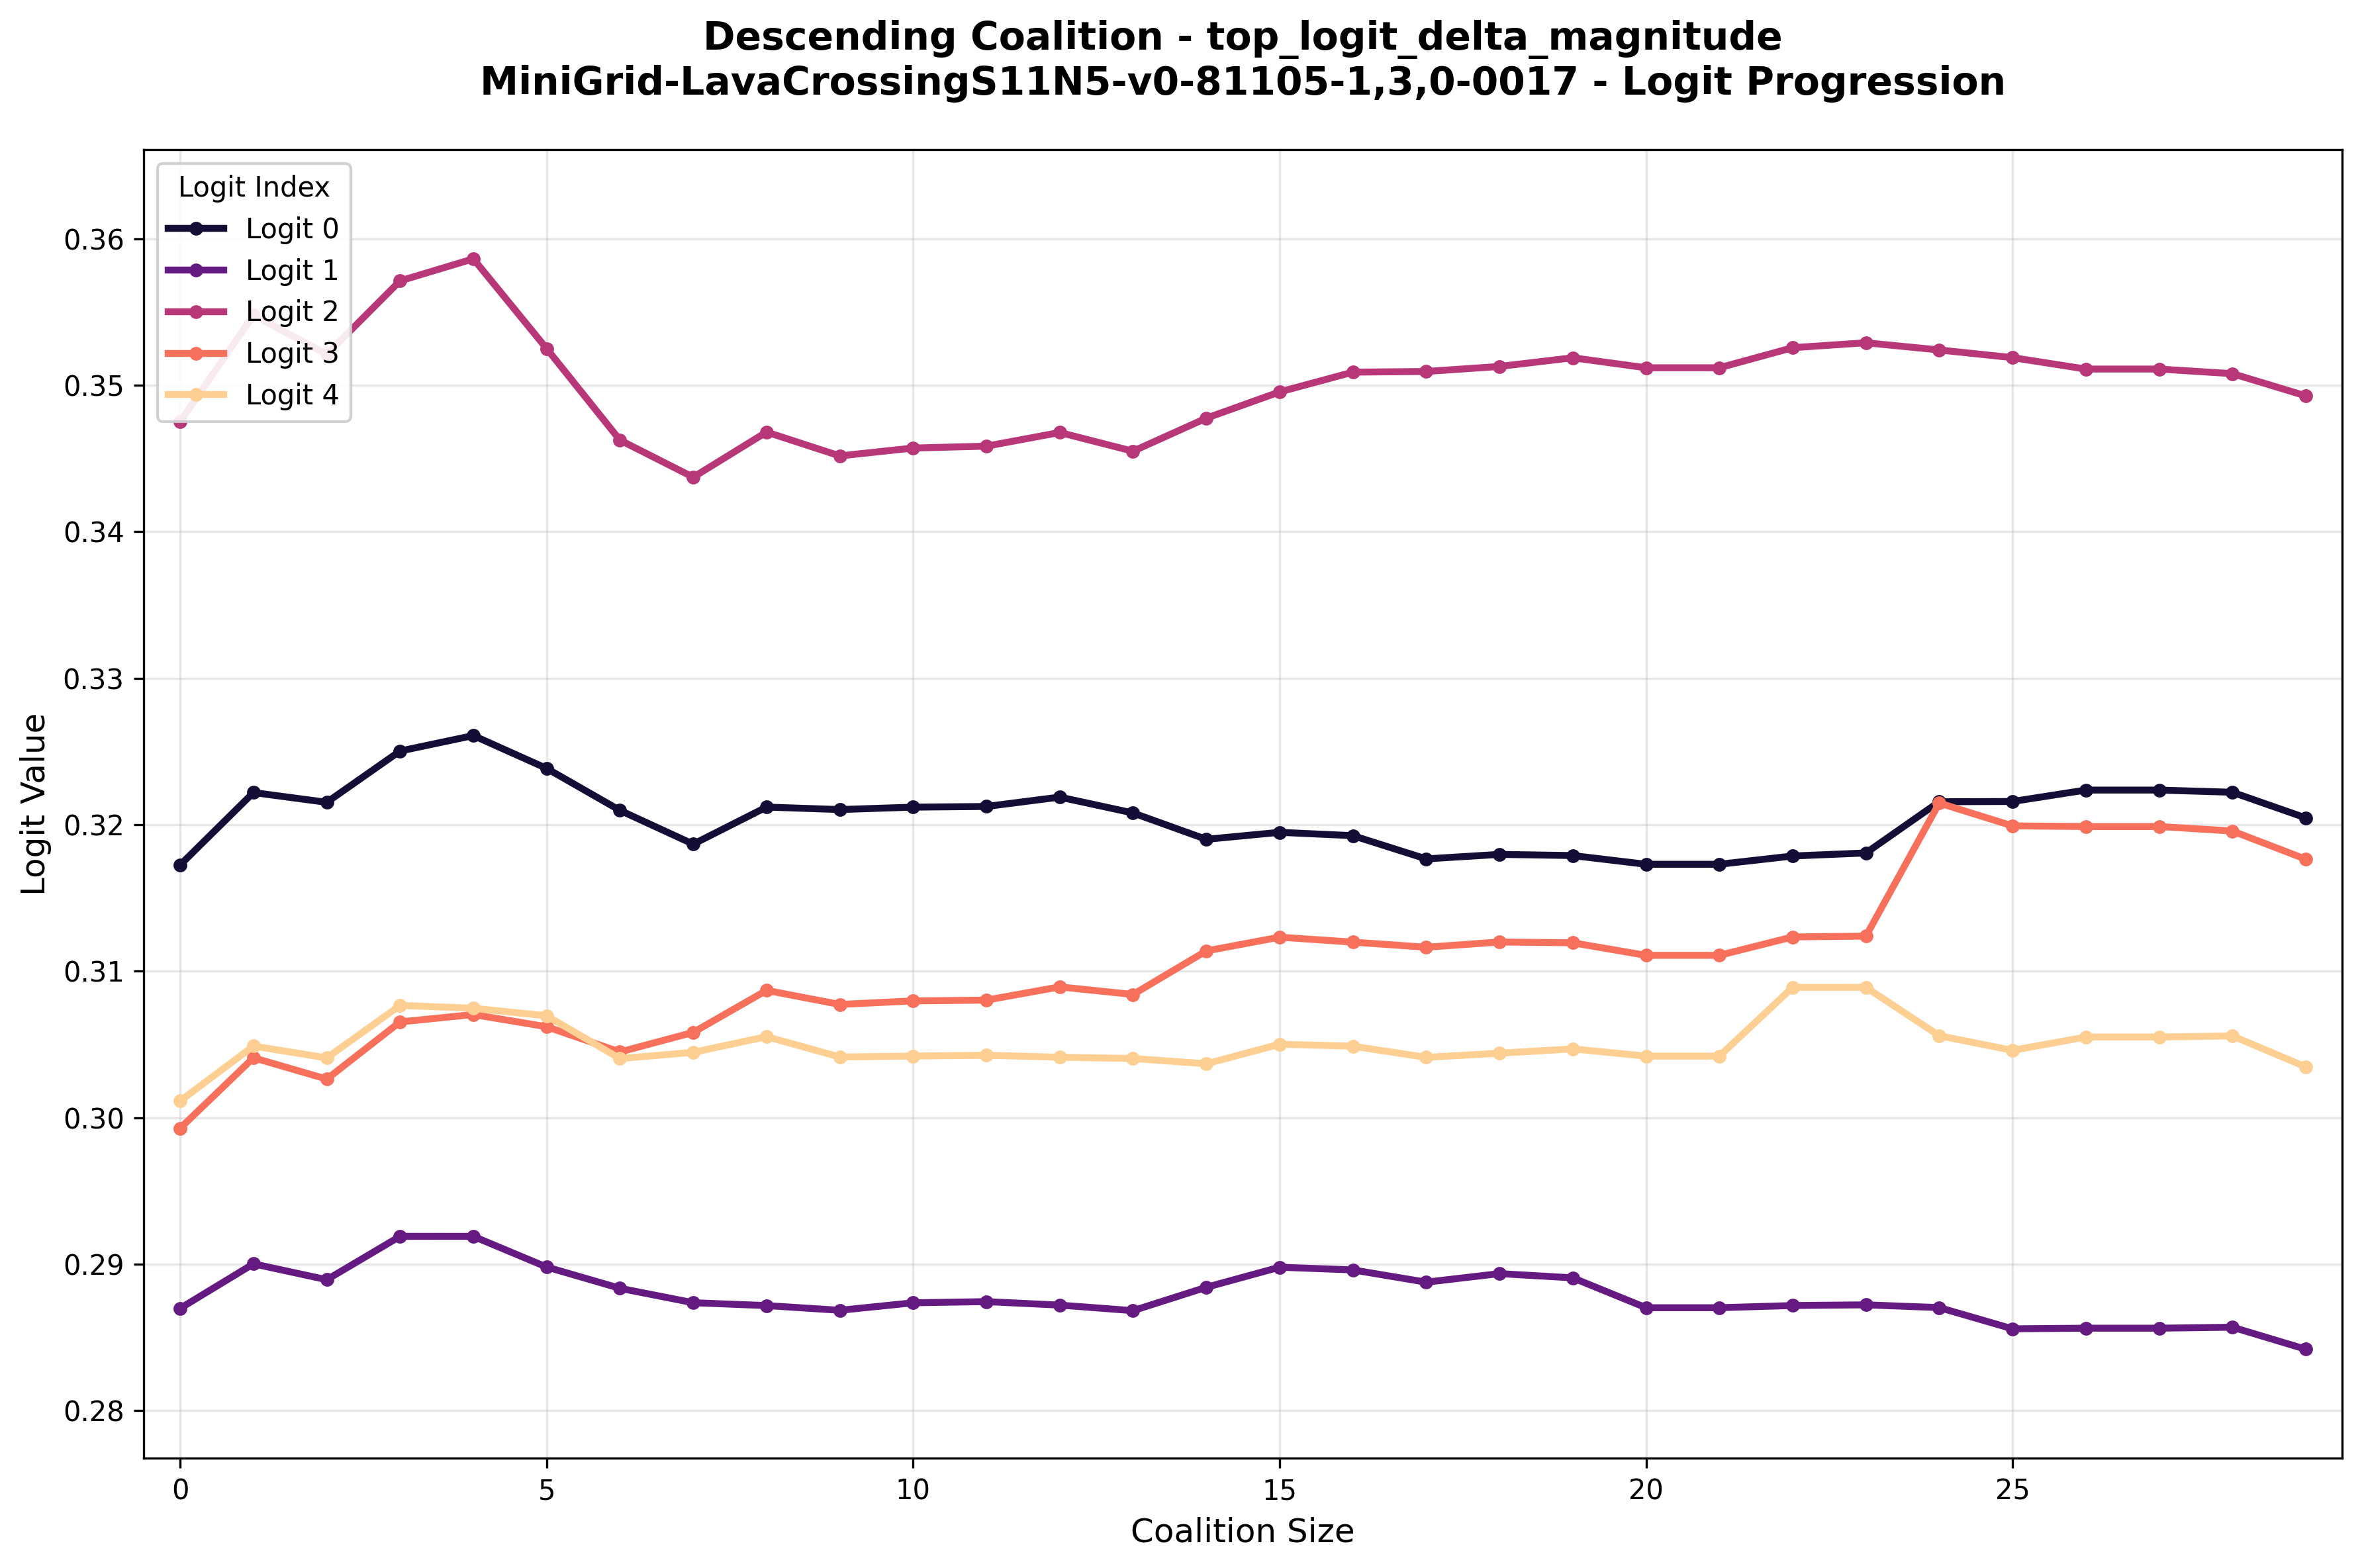 Descending Coalition - top_logit_delta_magnitude
MiniGrid-LavaCrossingS11N5-v0-81105-1,3,0-0017 - Logit Progression
Logit Index
Logit 0
Logit 1
Logit 2
Logit 3
Logit 4
Logit Value
0.36
0.35
0.34
0.33
0.32
0.31
0.30
0.29
0.28
0
5
10
15
20
25
Coalition Size